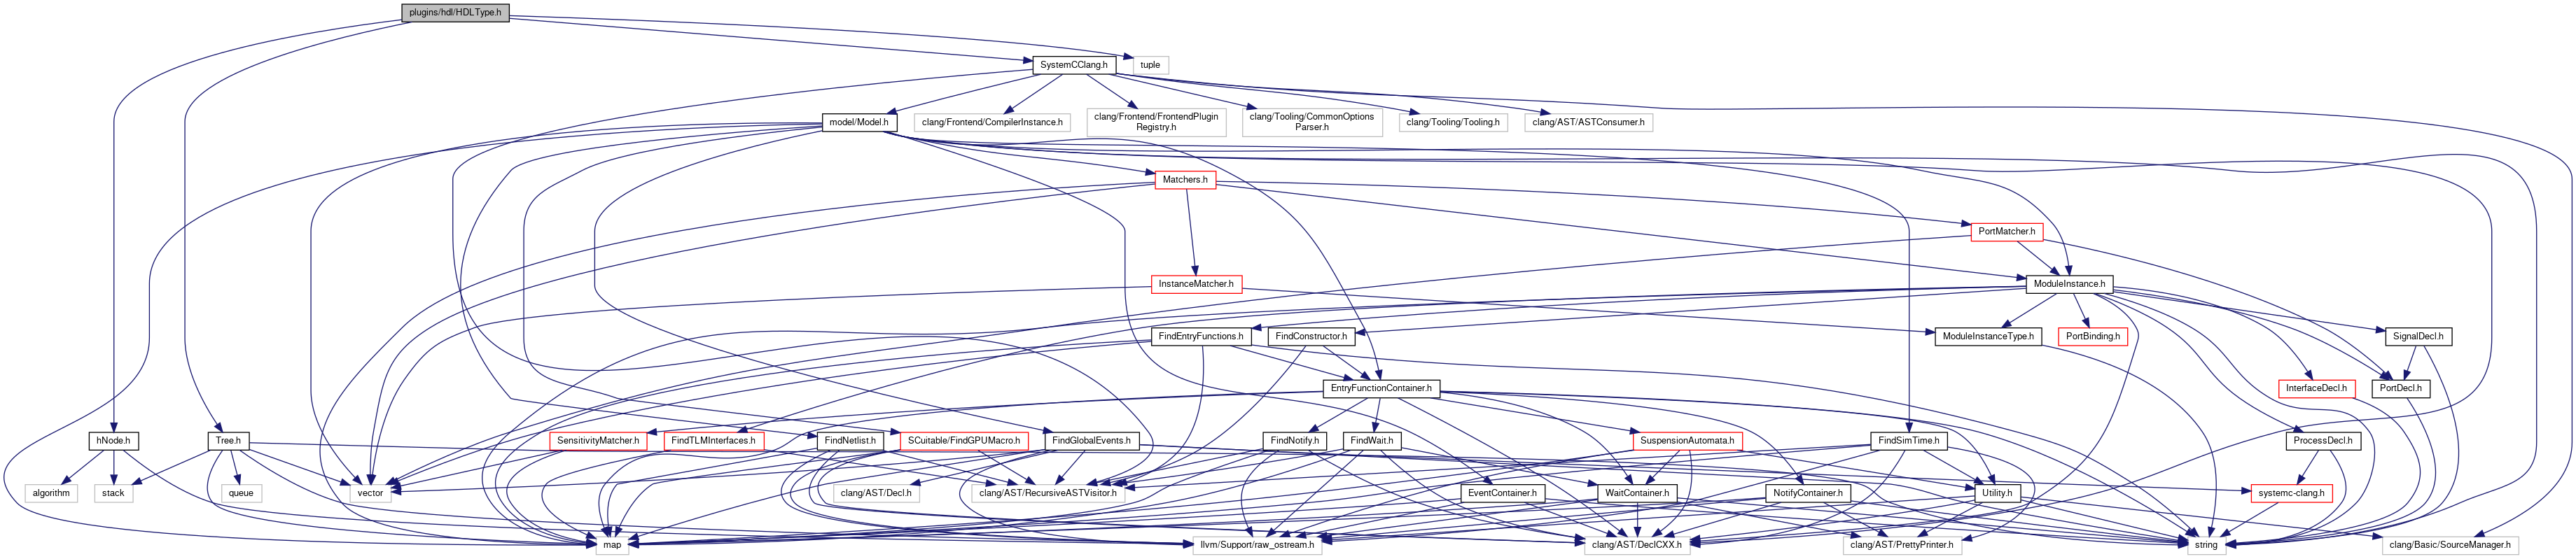 plugins/hdl/HDLType.h
SystemCClang.h
tuple
model/Model.h
clang/Frontend/CompilerInstance.h
clang/Frontend/FrontendPlugin
Registry.h
clang/Tooling/CommonOptions
Parser.h
clang/Tooling/Tooling.h
clang/AST/ASTConsumer.h
Matchers.h
PortMatcher.h
InstanceMatcher.h
ModuleInstance.h
FindEntryFunctions.h
FindConstructor.h
ModuleInstanceType.h
PortBinding.h
SignalDecl.h
EntryFunctionContainer.h
InterfaceDecl.h
PortDecl.h
hNode.h
Tree.h
SensitivityMatcher.h
FindTLMInterfaces.h
FindNetlist.h
SCuitable/FindGPUMacro.h
FindGlobalEvents.h
FindNotify.h
FindWait.h
SuspensionAutomata.h
FindSimTime.h
ProcessDecl.h
algorithm
stack
queue
vector
clang/AST/Decl.h
clang/AST/RecursiveASTVisitor.h
EventContainer.h
WaitContainer.h
NotifyContainer.h
Utility.h
systemc-clang.h
map
llvm/Support/raw_ostream.h
clang/AST/DeclCXX.h
clang/AST/PrettyPrinter.h
string
clang/Basic/SourceManager.h